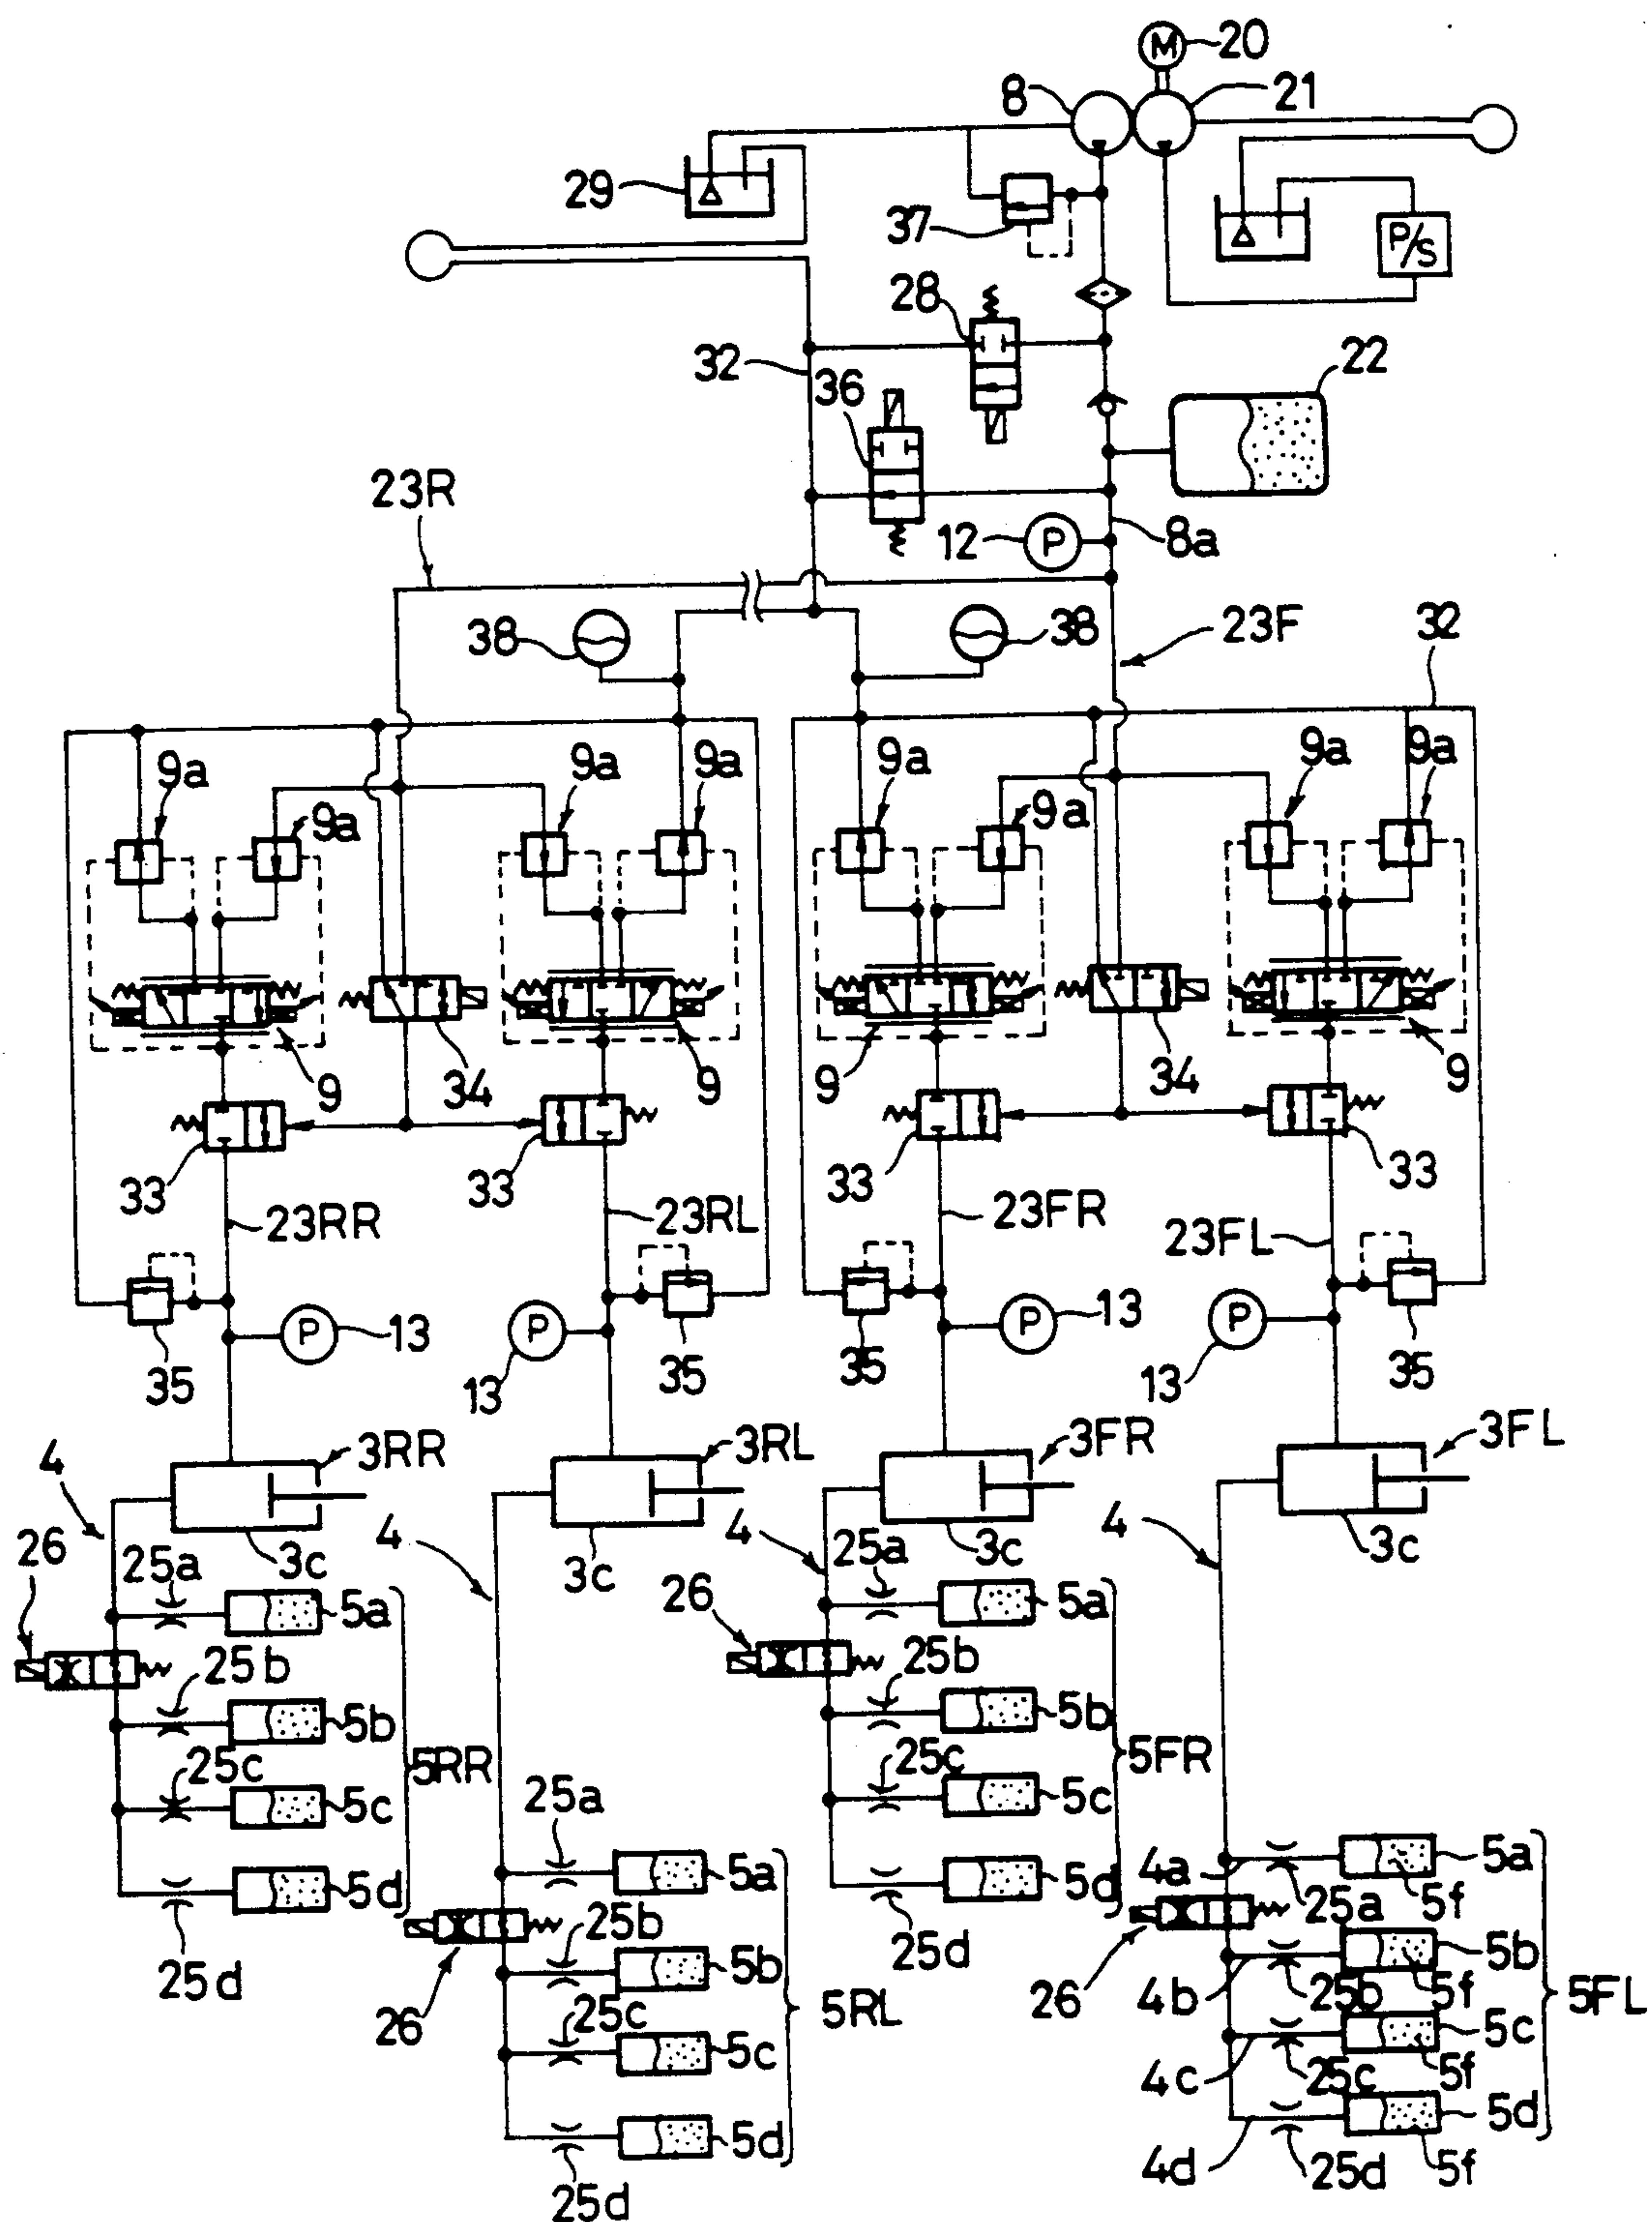 M 20
8 21
29
37
P/S
28
32 36 22
23R
12 P 8a
38 38 23F 32
9a 9a 9a 9a 9a 9a 9a 9a
9 34 9 9 34 9
33 33 33 33
23RR 23RL 23FR 23FL
P 13 P 13 P 13 P
13 35 35 35 35
3RR 3RL 3FR 3FL
4 4 4 4
3c 3c 3c 3c
26 25a 5a 26 25a 5a
25b 5b 25b 5b
25c 5c 5RR 25c 5c 5FR
25d 5d 25d 5d
25a 5a 4a 25a 5f 5a
26 25b 5b 5RL 26 4b 25b 5f 5b 5FL
25c 5c 4c 25c 5f 5c
25d 5d 4d 25d 5f 5d